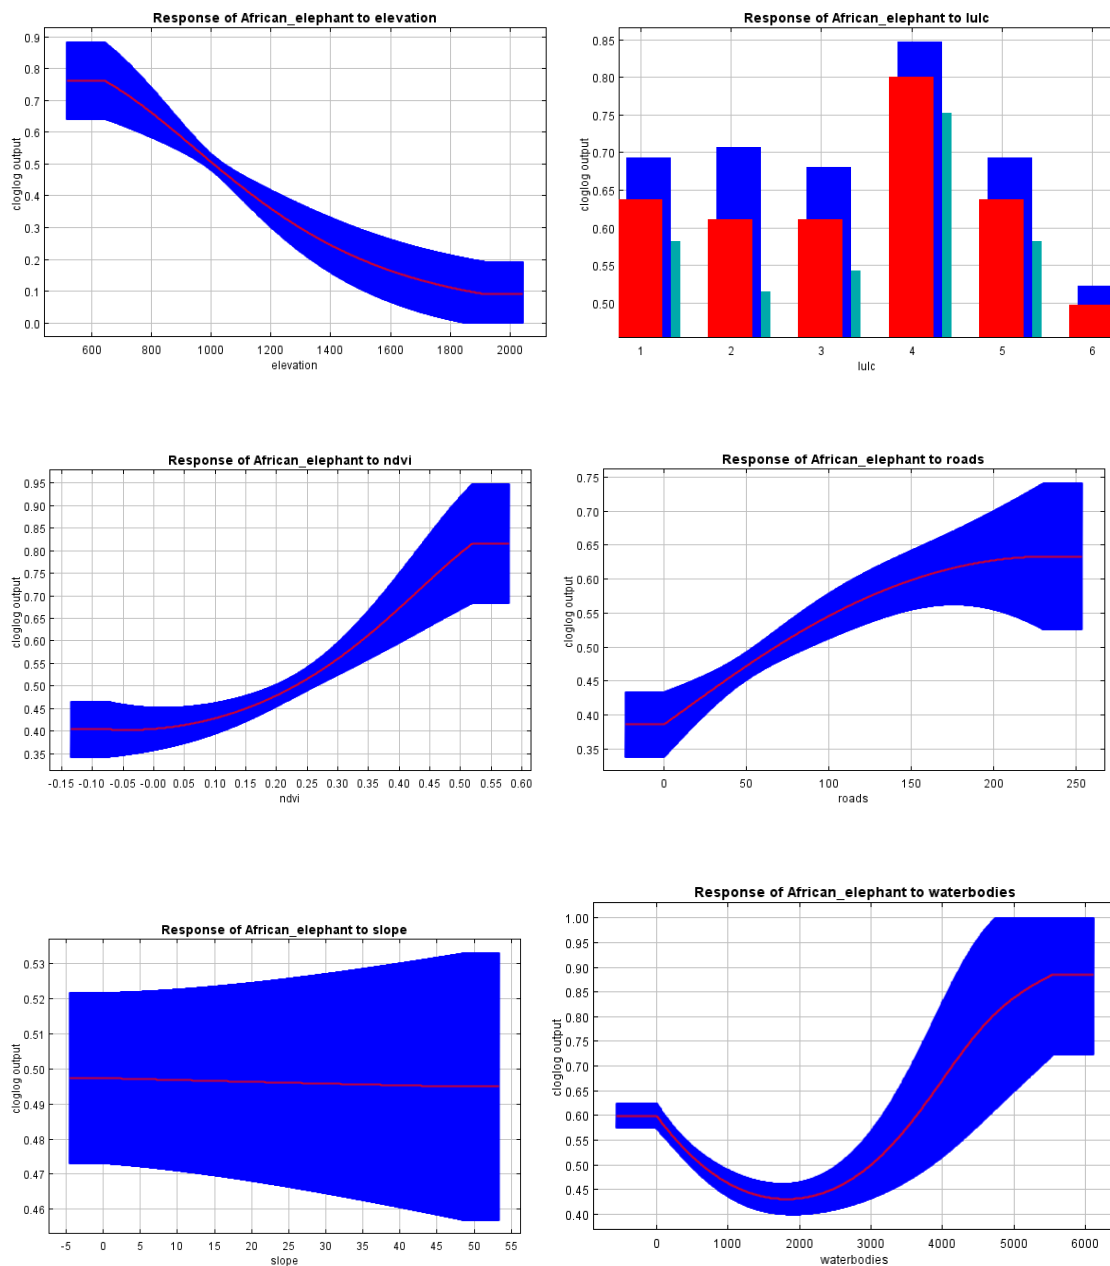 Response of African_elephant to elevation
cloglog output
0.9
0.8
0.7
0.6
0.5
0.4
0.3
0.2
0.1
0.0
600 800 1000 1200 1400 1600 1800 2000
elevation
Response of African_elephant to lulc
cloglog output
0.85
0.80
0.75
0.70
0.65
0.60
0.55
0.50
1 2 3 4 5 6
lulc
Response of African_elephant to ndvi
cloglog output
0.95
0.90
0.85
0.80
0.75
0.70
0.65
0.60
0.55
0.50
0.45
0.40
0.35
-0.15 -0.10 -0.05 -0.00 0.05 0.10 0.15 0.20 0.25 0.30 0.35 0.40 0.45 0.50 0.55 0.60
ndvi
Response of African_elephant to roads
cloglog output
0.75
0.70
0.65
0.60
0.55
0.50
0.45
0.40
0.35
0 50 100 150 200 250
roads
Response of African_elephant to slope
cloglog output
0.53
0.52
0.51
0.50
0.49
0.48
0.47
0.46
-5 0 5 10 15 20 25 30 35 40 45 50 55
slope
Response of African_elephant to waterbodies
cloglog output
1.00
0.95
0.90
0.85
0.80
0.75
0.70
0.65
0.60
0.55
0.50
0.45
0.40
0 1000 2000 3000 4000 5000 6000
waterbodies